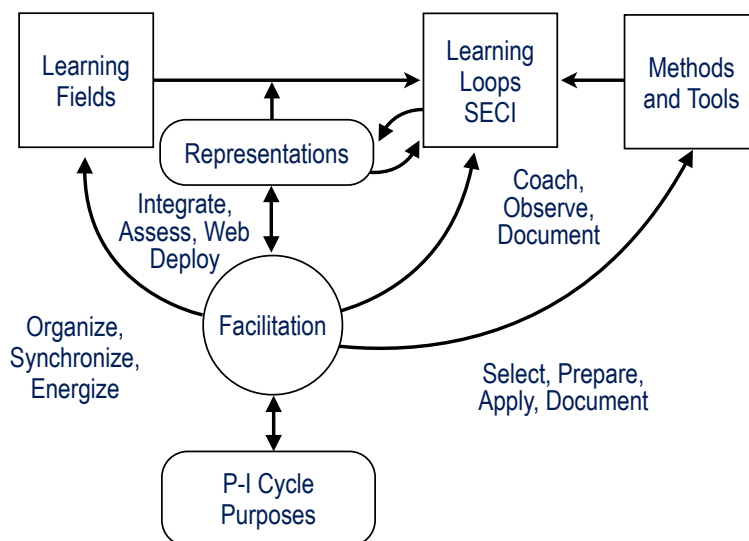 Learning
Fields
Learning
Loops
SECI
Methods
and Tools
Representations
Integrate,
Assess, Web
Deploy
Coach,
Observe,
Document
Facilitation
Organize,
Synchronize,
Energize
Select, Prepare,
Apply, Document
P-I Cycle
Purposes